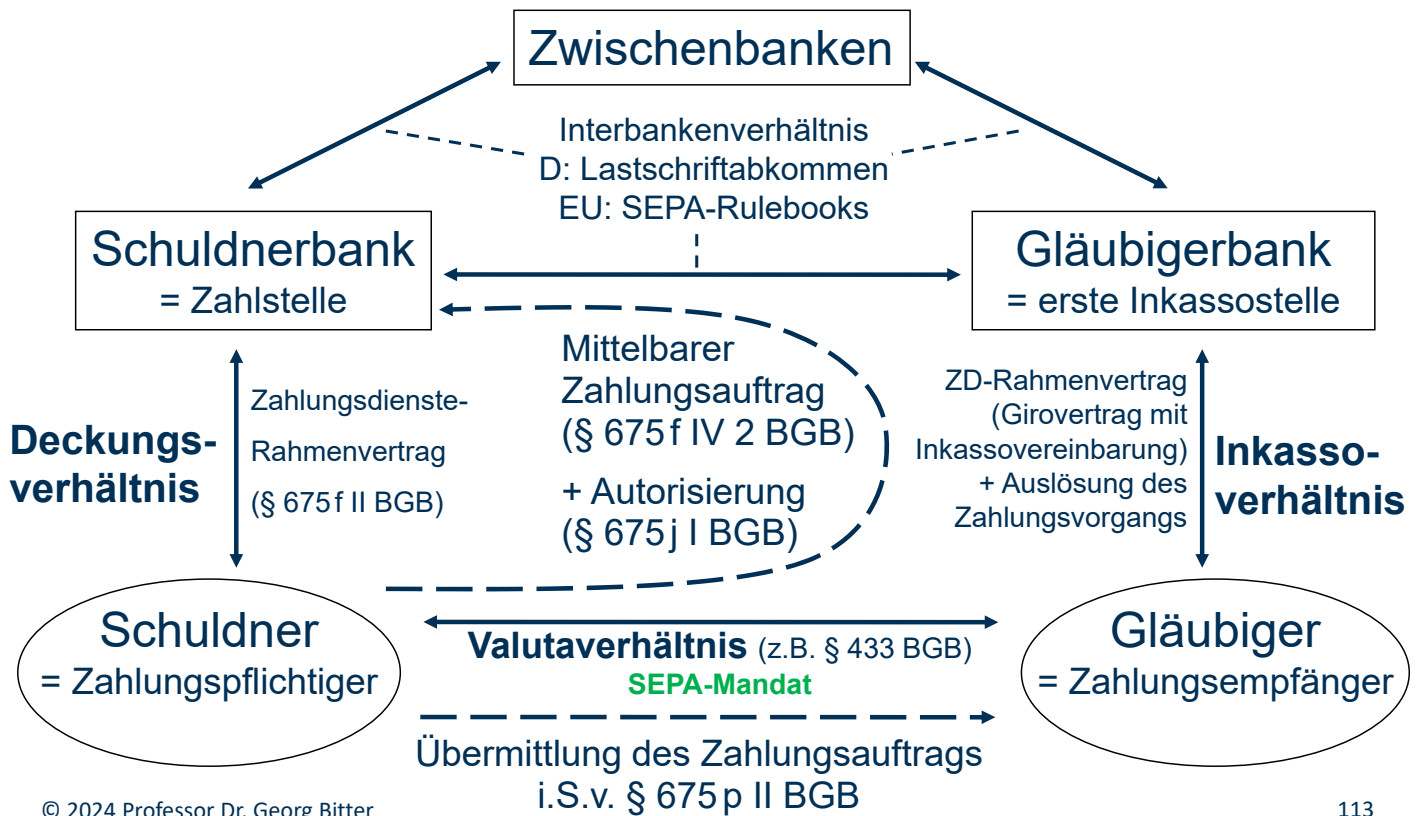 Zwischenbanken
Interbankenverhältnis
D: Lastschriftabkommen
EU: SEPA-Rulebooks
Schuldnerbank
= Zahlstelle
Gläubigerbank
= erste Inkassostelle
Deckungs-
verhältnis
Zahlungsdienste-
Rahmenvertrag
(§ 675f II BGB)
Mittelbarer
Zahlungsauftrag
(§ 675f IV 2 BGB)
+ Autorisierung
(§ 675j I BGB)
ZD-Rahmenvertrag
(Girovertrag mit
Inkassovereinbarung)
+ Auslösung des
Zahlungsvorgangs
Inkasso-
verhältnis
Schuldner
= Zahlungspflichtiger
Valutaverhältnis (z.B. § 433 BGB)
SEPA-Mandat
Gläubiger
= Zahlungsempfänger
Übermittlung des Zahlungsauftrags
i.S.v. § 675p II BGB
© 2024 Professor Dr. Georg Bitter
113